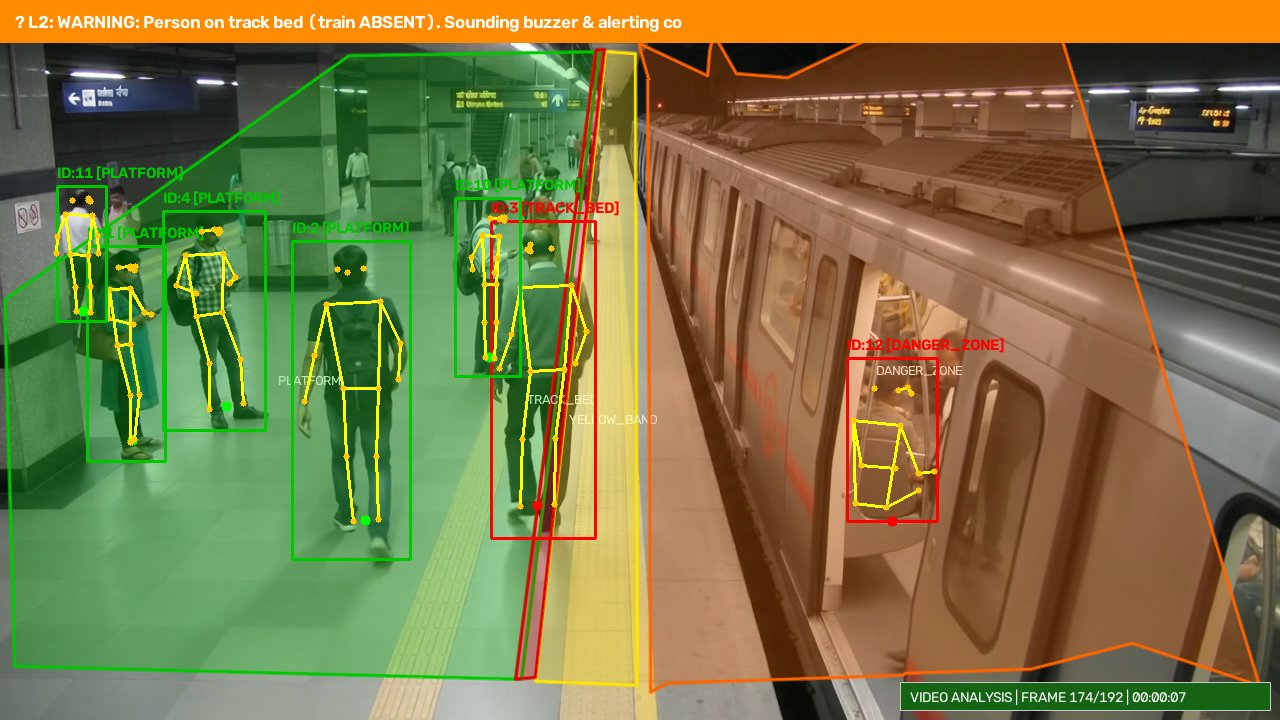 ? L2: WARNING: Person on track bed (train ABSENT). Sounding buzzer & alerting co
ID:11 [PLATFORM]
ID:4 [PLATFORM]
ID:10 [PLATFORM]
ID:3 [TRACK_BED]
ID:2 [PLATFORM]
[PLATFORM]
ID:12 [DANGER_ZONE]
DANGER_ZONE
PLATFORM
TRACK_BED
YELLOW_BAND
VIDEO ANALYSIS | FRAME 174/192 | 00:00:07